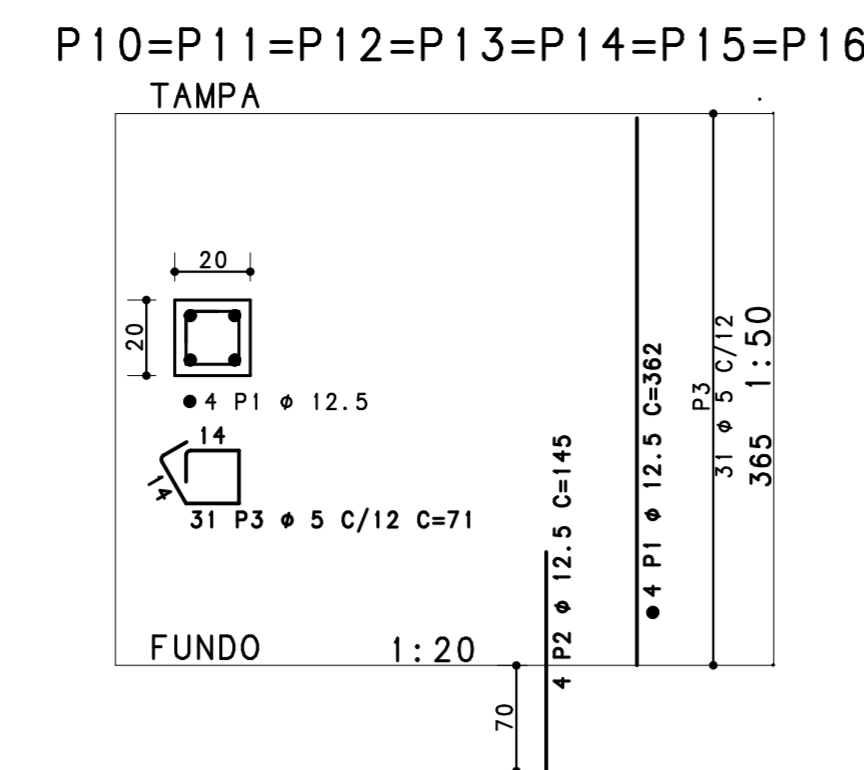 P10=P11=P12=P13=P14=P15=P16
TAMPA
20
20
4 P1 ϕ 12.5
14
14
31 P3 ϕ 5 C/12 C=71
FUNDO
1:20
4 P2 ϕ 12.5 C=145
70
4 P1 ϕ 12.5 C=362
P3
31 ϕ 5 C/12
365
1:50